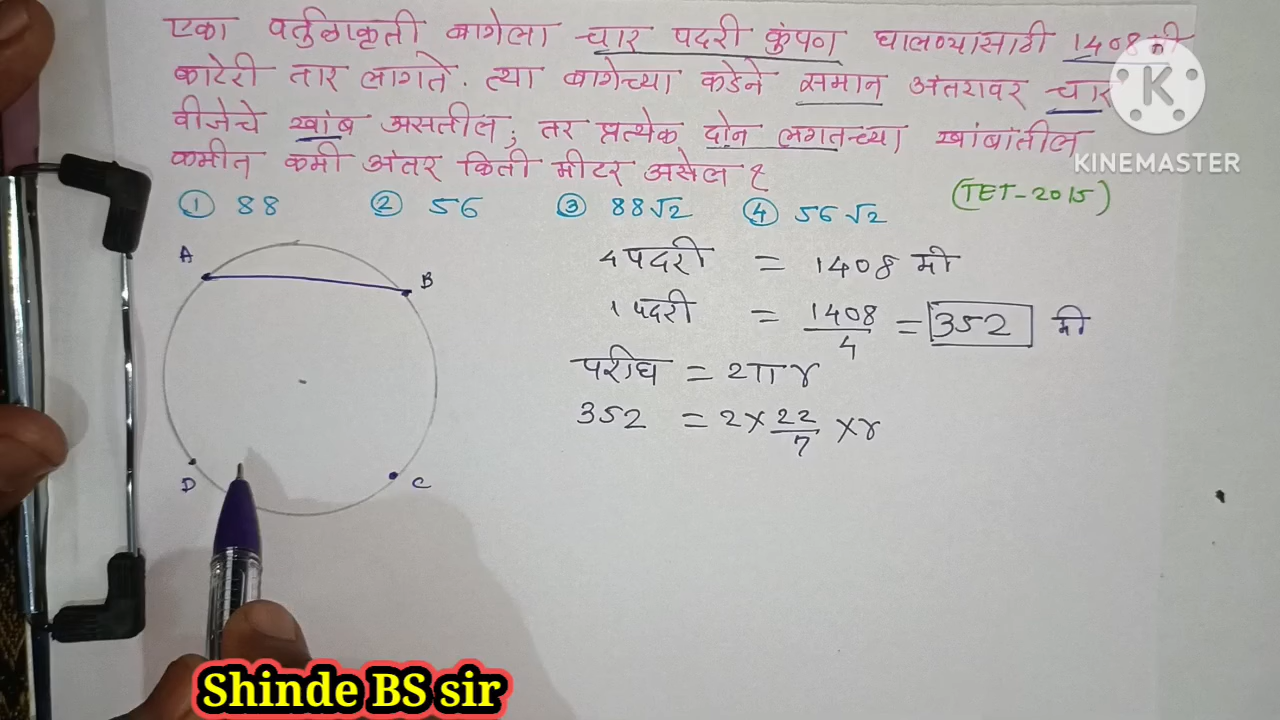 एका वर्तुळाकृती बागेला चार पदरी कुंपण घालण्यासाठी 1408 मी
काटेरी तार लागते. त्या बागेच्या कडेने समान अंतरावर चार
वीजेचे खांब असतील, तर प्रत्येक दोन लगतच्या खांबांतील
कमीत कमी अंतर किती मीटर असेल ?
K
KINEMASTER
① 88 ② 56 ③ 88√2 ④ 56√2 (TET-2015)
A
B
D
C
4 पदरी = 1408 मी
1 पदरी = 1408/4 = 352 मी
परीघ = 2πr
352 = 2 × 22/7 × r
Shinde BS sir